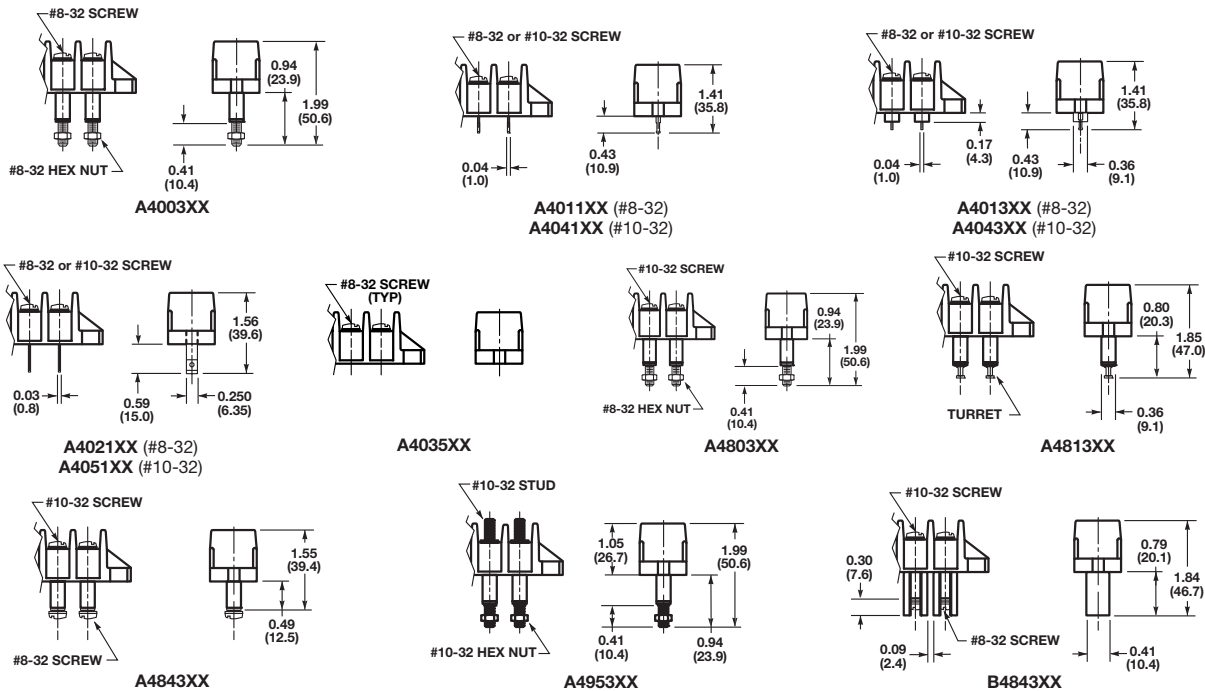 #8-32 SCREW
0.94
(23.9)
1.99
(50.6)
#8-32 HEX NUT
0.41
(10.4)
A4003XX
#8-32 or #10-32 SCREW
1.41
(35.8)
0.04
(1.0)
0.43
(10.9)
A4011XX (#8-32)
A4041XX (#10-32)
#8-32 or #10-32 SCREW
1.41
(35.8)
0.04
(1.0)
0.17
(4.3)
0.43
(10.9)
0.36
(9.1)
A4013XX (#8-32)
A4043XX (#10-32)
#8-32 or #10-32 SCREW
1.56
(39.6)
0.03
(0.8)
0.59
(15.0)
0.250
(6.35)
A4021XX (#8-32)
A4051XX (#10-32)
#8-32 SCREW
(TYP)
A4035XX
#10-32 SCREW
0.94
(23.9)
1.99
(50.6)
#8-32 HEX NUT
0.41
(10.4)
A4803XX
#10-32 SCREW
0.80
(20.3)
1.85
(47.0)
TURRET
0.36
(9.1)
A4813XX
#10-32 SCREW
1.55
(39.4)
0.49
(12.5)
#8-32 SCREW
A4843XX
#10-32 STUD
1.05
(26.7)
1.99
(50.6)
#10-32 HEX NUT
0.41
(10.4)
0.94
(23.9)
A4953XX
#10-32 SCREW
0.30
(7.6)
0.79
(20.1)
1.84
(46.7)
0.09
(2.4)
#8-32 SCREW
0.41
(10.4)
B4843XX